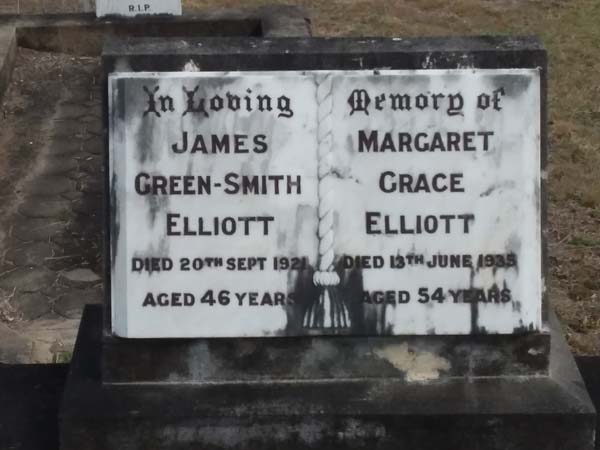 R.I.P.
In Loving Memory of
JAMES
GREEN-SMITH
ELLIOTT
DIED 20TH SEPT 1921
AGED 46 YEARS
MARGARET
GRACE
ELLIOTT
DIED 13TH JUNE 1935
AGED 54 YEARS